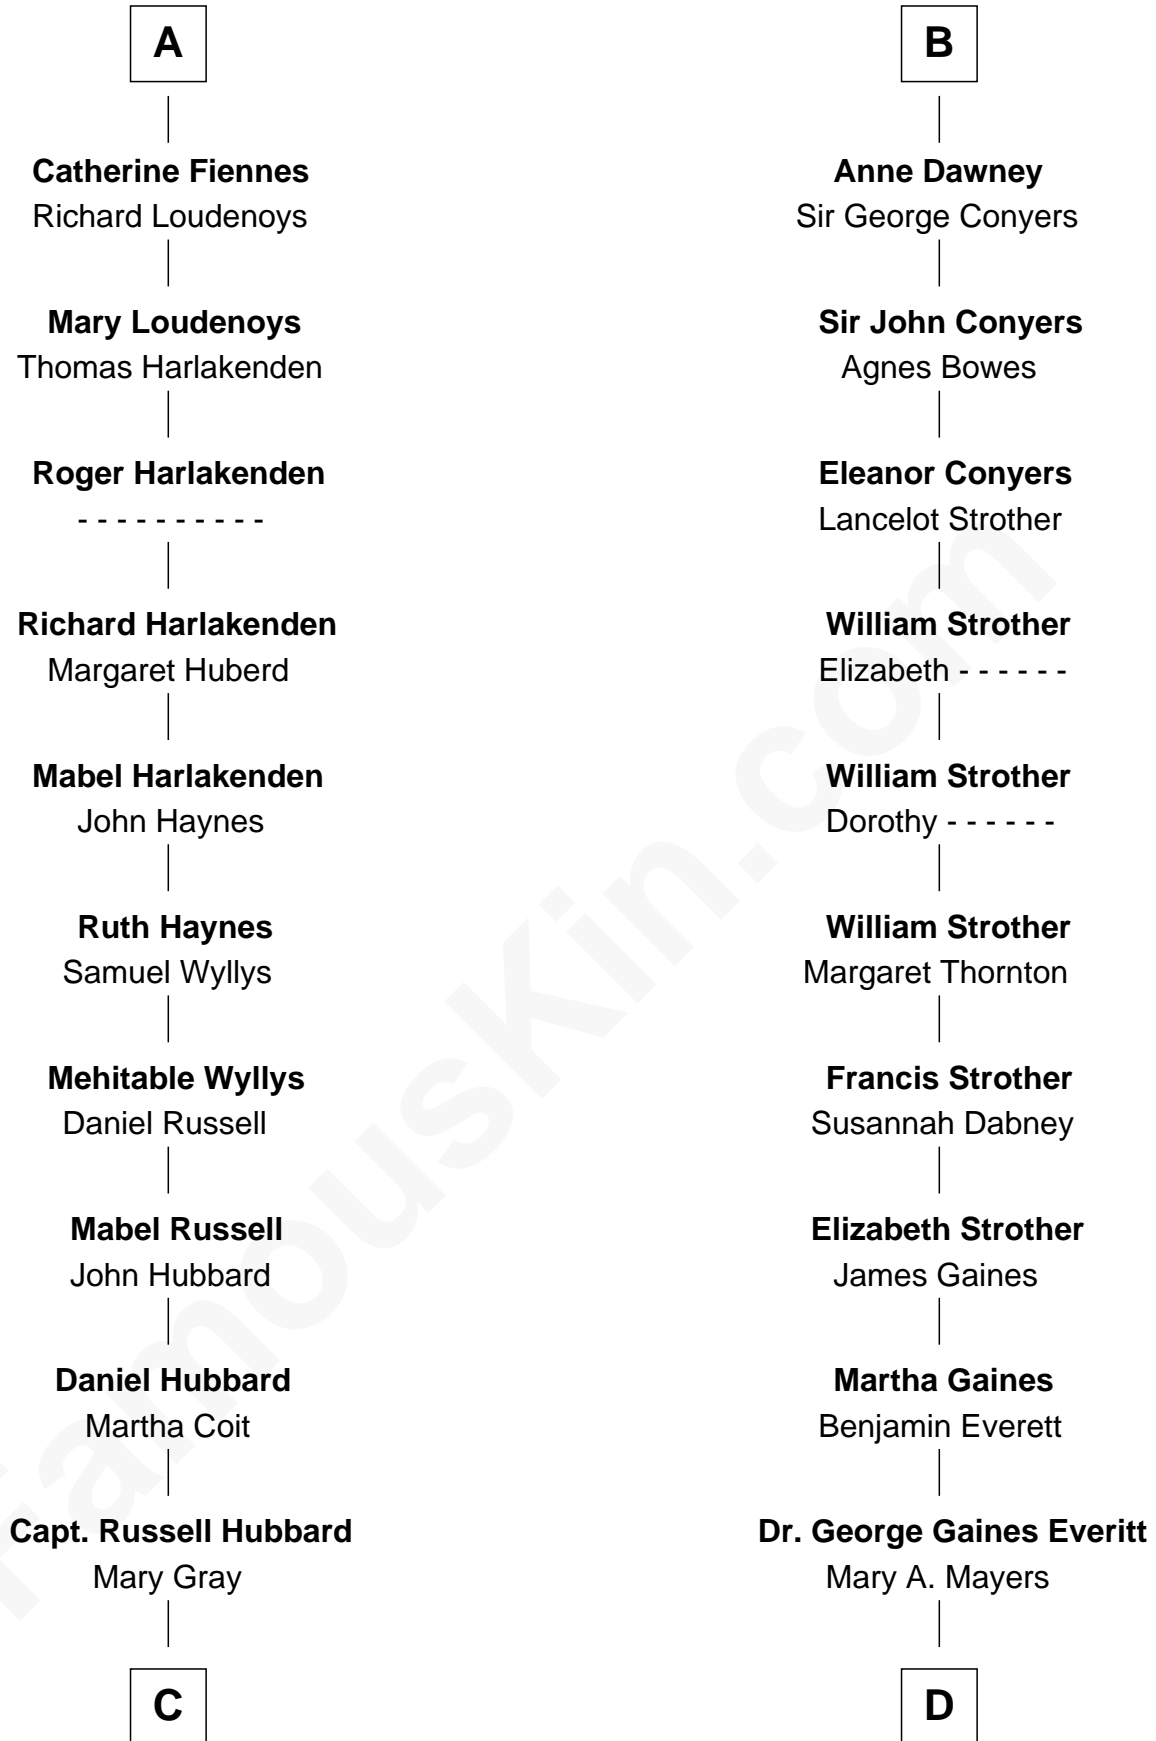 A
Catherine Fiennes
Richard Loudenoys
Mary Loudenoys
Thomas Harlakenden
Roger Harlakenden
- - - - - - - - - -
Richard Harlakenden
Margaret Huberd
Mabel Harlakenden
John Haynes
Ruth Haynes
Samuel Wyllys
Mehitable Wyllys
Daniel Russell
Mabel Russell
John Hubbard
Daniel Hubbard
Martha Coit
Capt. Russell Hubbard
Mary Gray
C
B
Anne Dawney
Sir George Conyers
Sir John Conyers
Agnes Bowes
Eleanor Conyers
Lancelot Strother
William Strother
Elizabeth - - - - - -
William Strother
Dorothy - - - - - -
William Strother
Margaret Thornton
Francis Strother
Susannah Dabney
Elizabeth Strother
James Gaines
Martha Gaines
Benjamin Everett
Dr. George Gaines Everitt
Mary A. Mayers
D
FamousKin.com